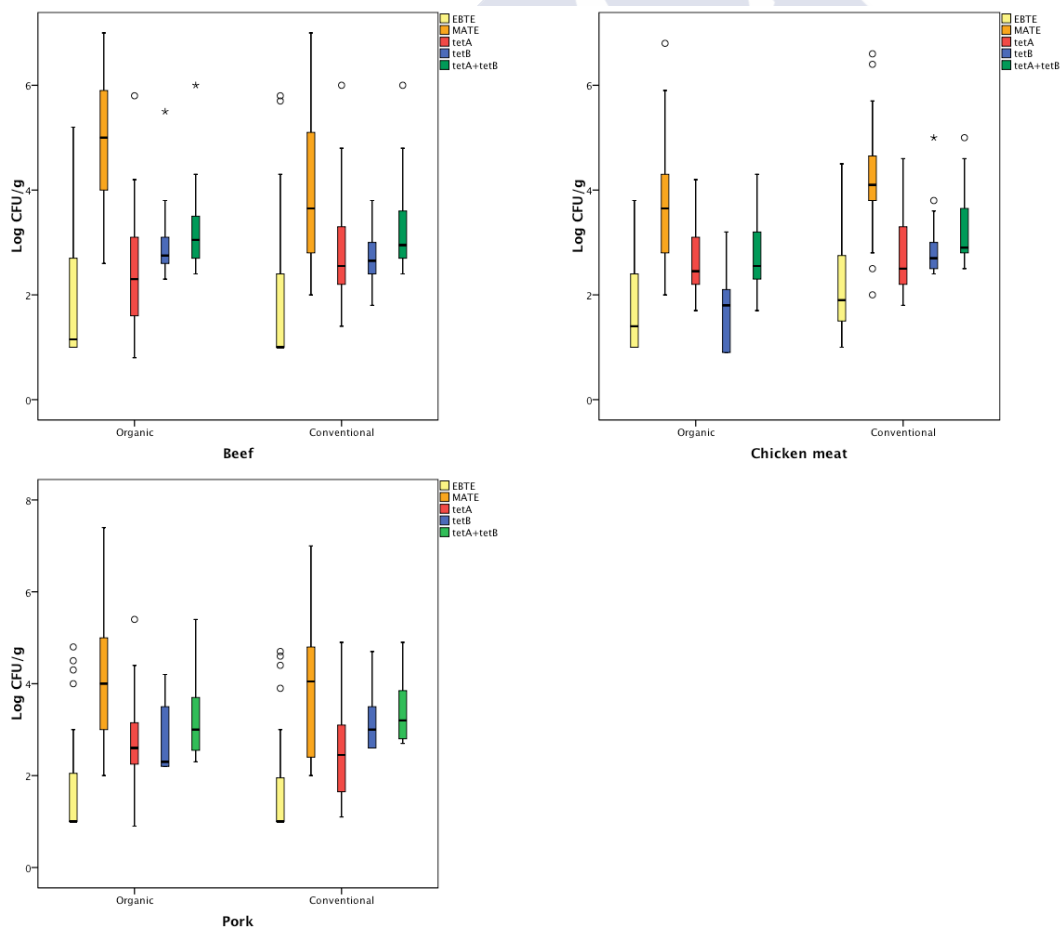 EBTE
MATE
tetA
tetB
tetA+tetB
Log CFU/g
6
4
2
0
Organic
Conventional
Beef
EBTE
MATE
tetA
tetB
tetA+tetB
Log CFU/g
6
4
2
0
Organic
Conventional
Chicken meat
EBTE
MATE
tetA
tetB
tetA+tetB
Log CFU/g
8
6
4
2
0
Organic
Conventional
Pork